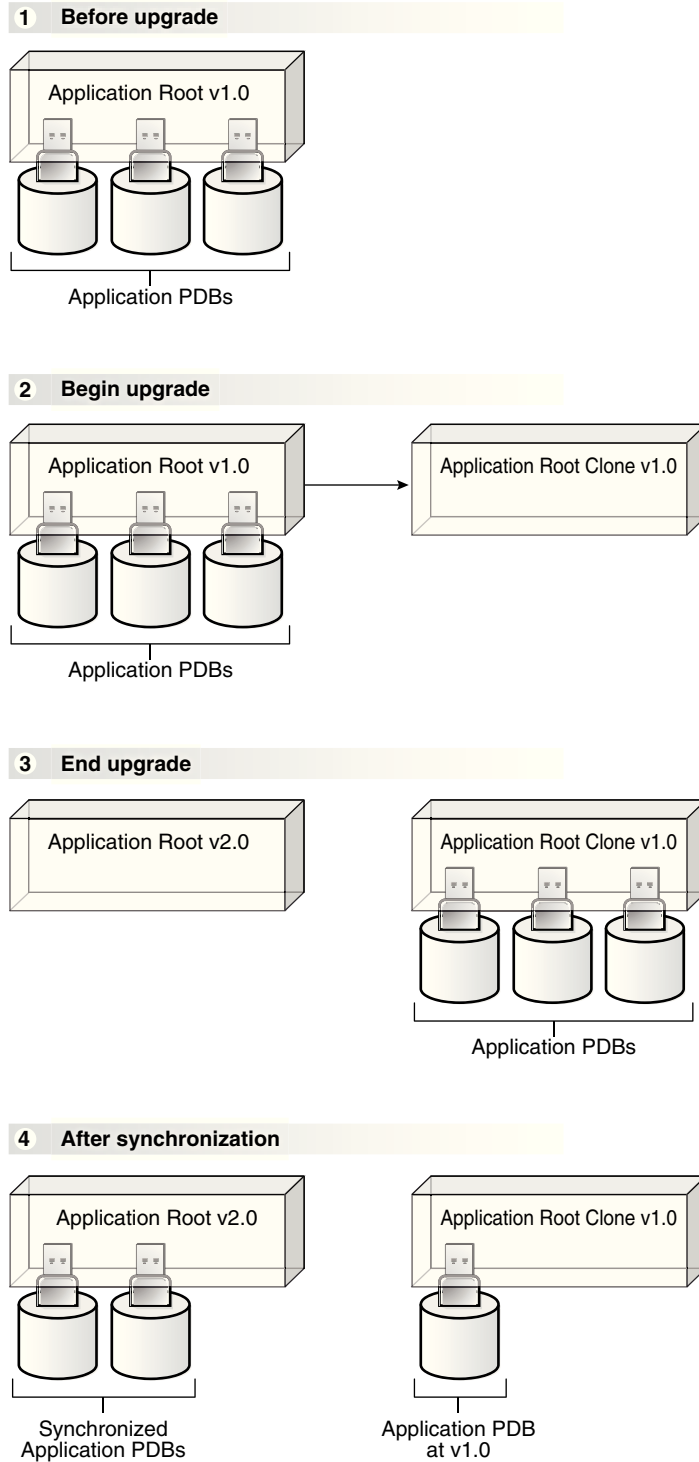 1 Before upgrade
Application Root v1.0
Application PDBs
2 Begin upgrade
Application Root v1.0
Application Root Clone v1.0
Application PDBs
3 End upgrade
Application Root v2.0
Application Root Clone v1.0
Application PDBs
4 After synchronization
Application Root v2.0
Application Root Clone v1.0
Synchronized
Application PDBs
Application PDB
at v1.0